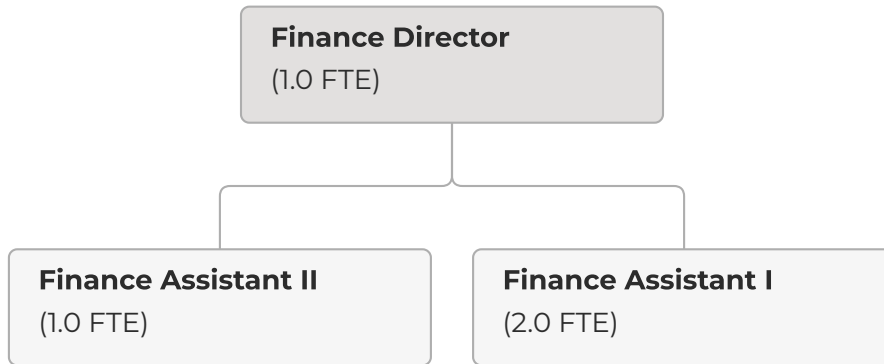 Finance Director
(1.0 FTE)
Finance Assistant II
(1.0 FTE)
Finance Assistant I
(2.0 FTE)